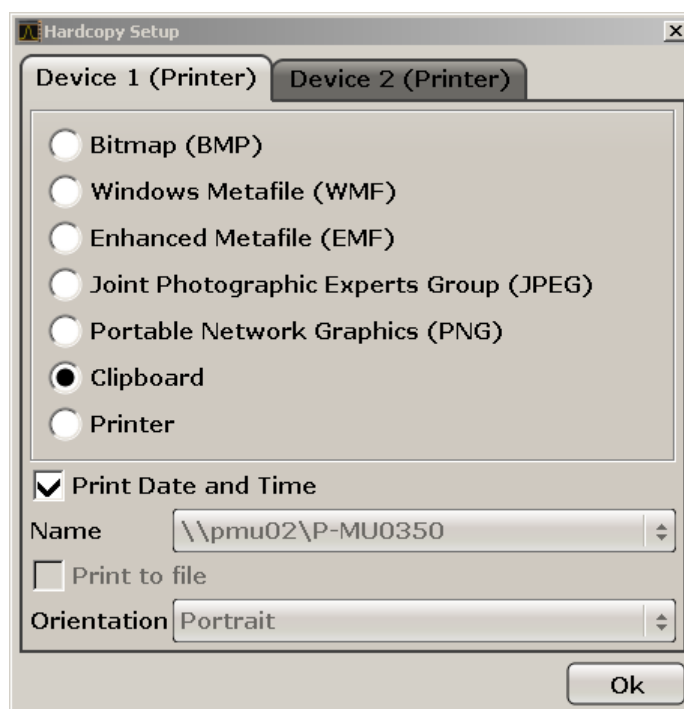 Hardcopy Setup
Device 1 (Printer) Device 2 (Printer)
Bitmap (BMP)
Windows Metafile (WMF)
Enhanced Metafile (EMF)
Joint Photographic Experts Group (JPEG)
Portable Network Graphics (PNG)
Clipboard
Printer
Print Date and Time
Name \\pmu02\P-MU0350
Print to file
Orientation Portrait
Ok